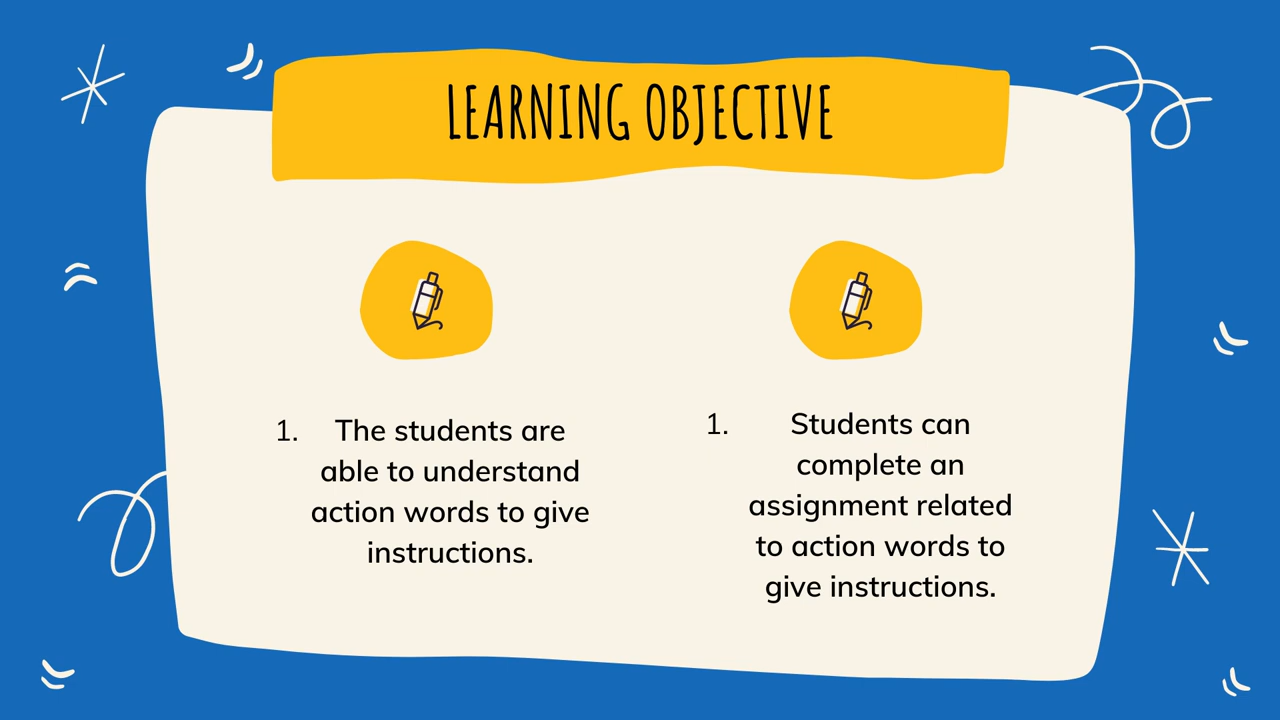 LEARNING OBJECTIVE
1. The students are
able to understand
action words to give
instructions.
1. Students can
complete an
assignment related
to action words to
give instructions.